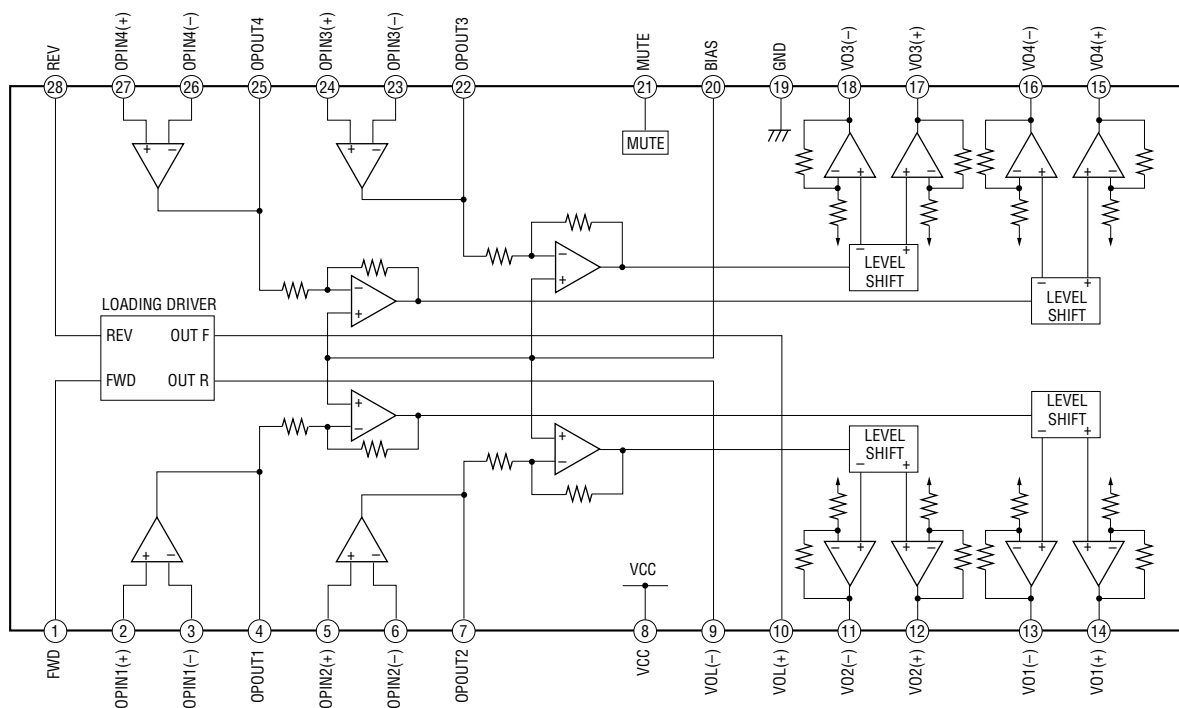 REV
OPIN4(+)
OPIN4(−)
OPOUT4
OPIN3(+)
OPIN3(−)
OPOUT3
MUTE
BIAS
GND
VO3(−)
VO3(+)
VO4(−)
VO4(+)
28
27
26
25
24
23
22
21
20
19
18
17
16
15
+ −
+ −
MUTE
− +
− +
− +
− +
−
+
− +
LEVEL
SHIFT
−
+
− +
LEVEL
SHIFT
LOADING DRIVER
REV OUT F
FWD OUT R
+
−
LEVEL
SHIFT
− +
+
−
LEVEL
SHIFT
− +
+ −
+ −
− +
+ −
− +
+ −
VCC
1
2
3
4
5
6
7
8
9
10
11
12
13
14
FWD
OPIN1(+)
OPIN1(−)
OPOUT1
OPIN2(+)
OPIN2(−)
OPOUT2
VCC
VOL(−)
VOL(+)
VO2(−)
VO2(+)
VO1(−)
VO1(+)